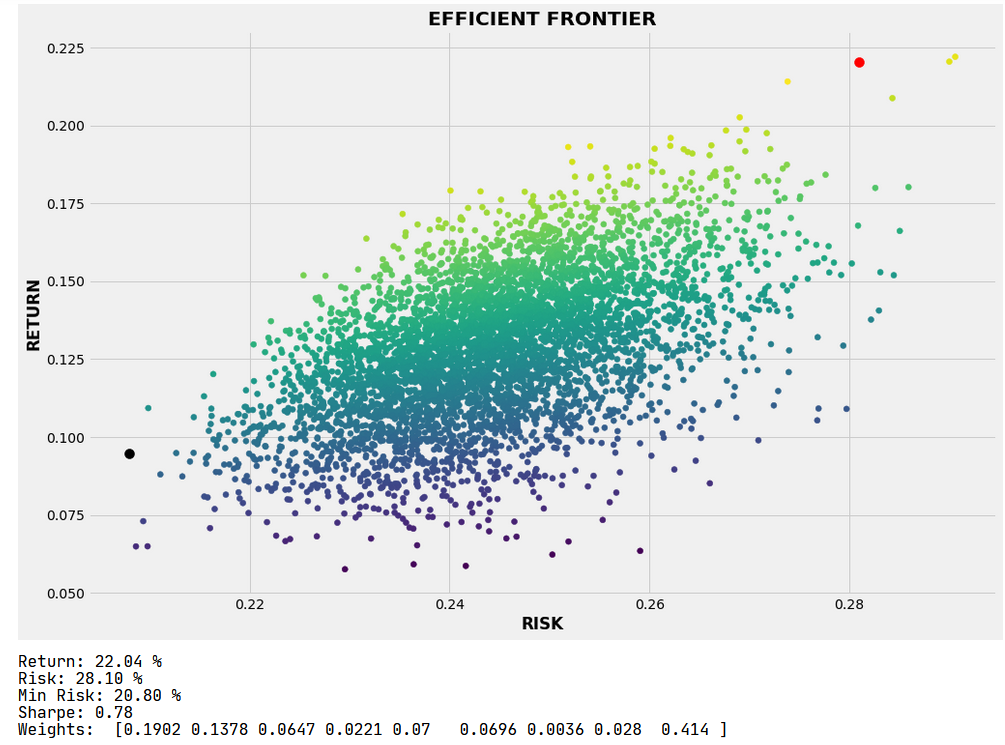 EFFICIENT FRONTIER
0.225
0.200
0.175
0.150
0.125
0.100
0.075
0.050
RETURN
0.22 0.24 0.26 0.28
RISK
Return: 22.04 %
Risk: 28.10 %
Min Risk: 20.80 %
Sharpe: 0.78
Weights:  [0.1902 0.1378 0.0647 0.0221 0.07   0.0696 0.0036 0.028  0.414 ]